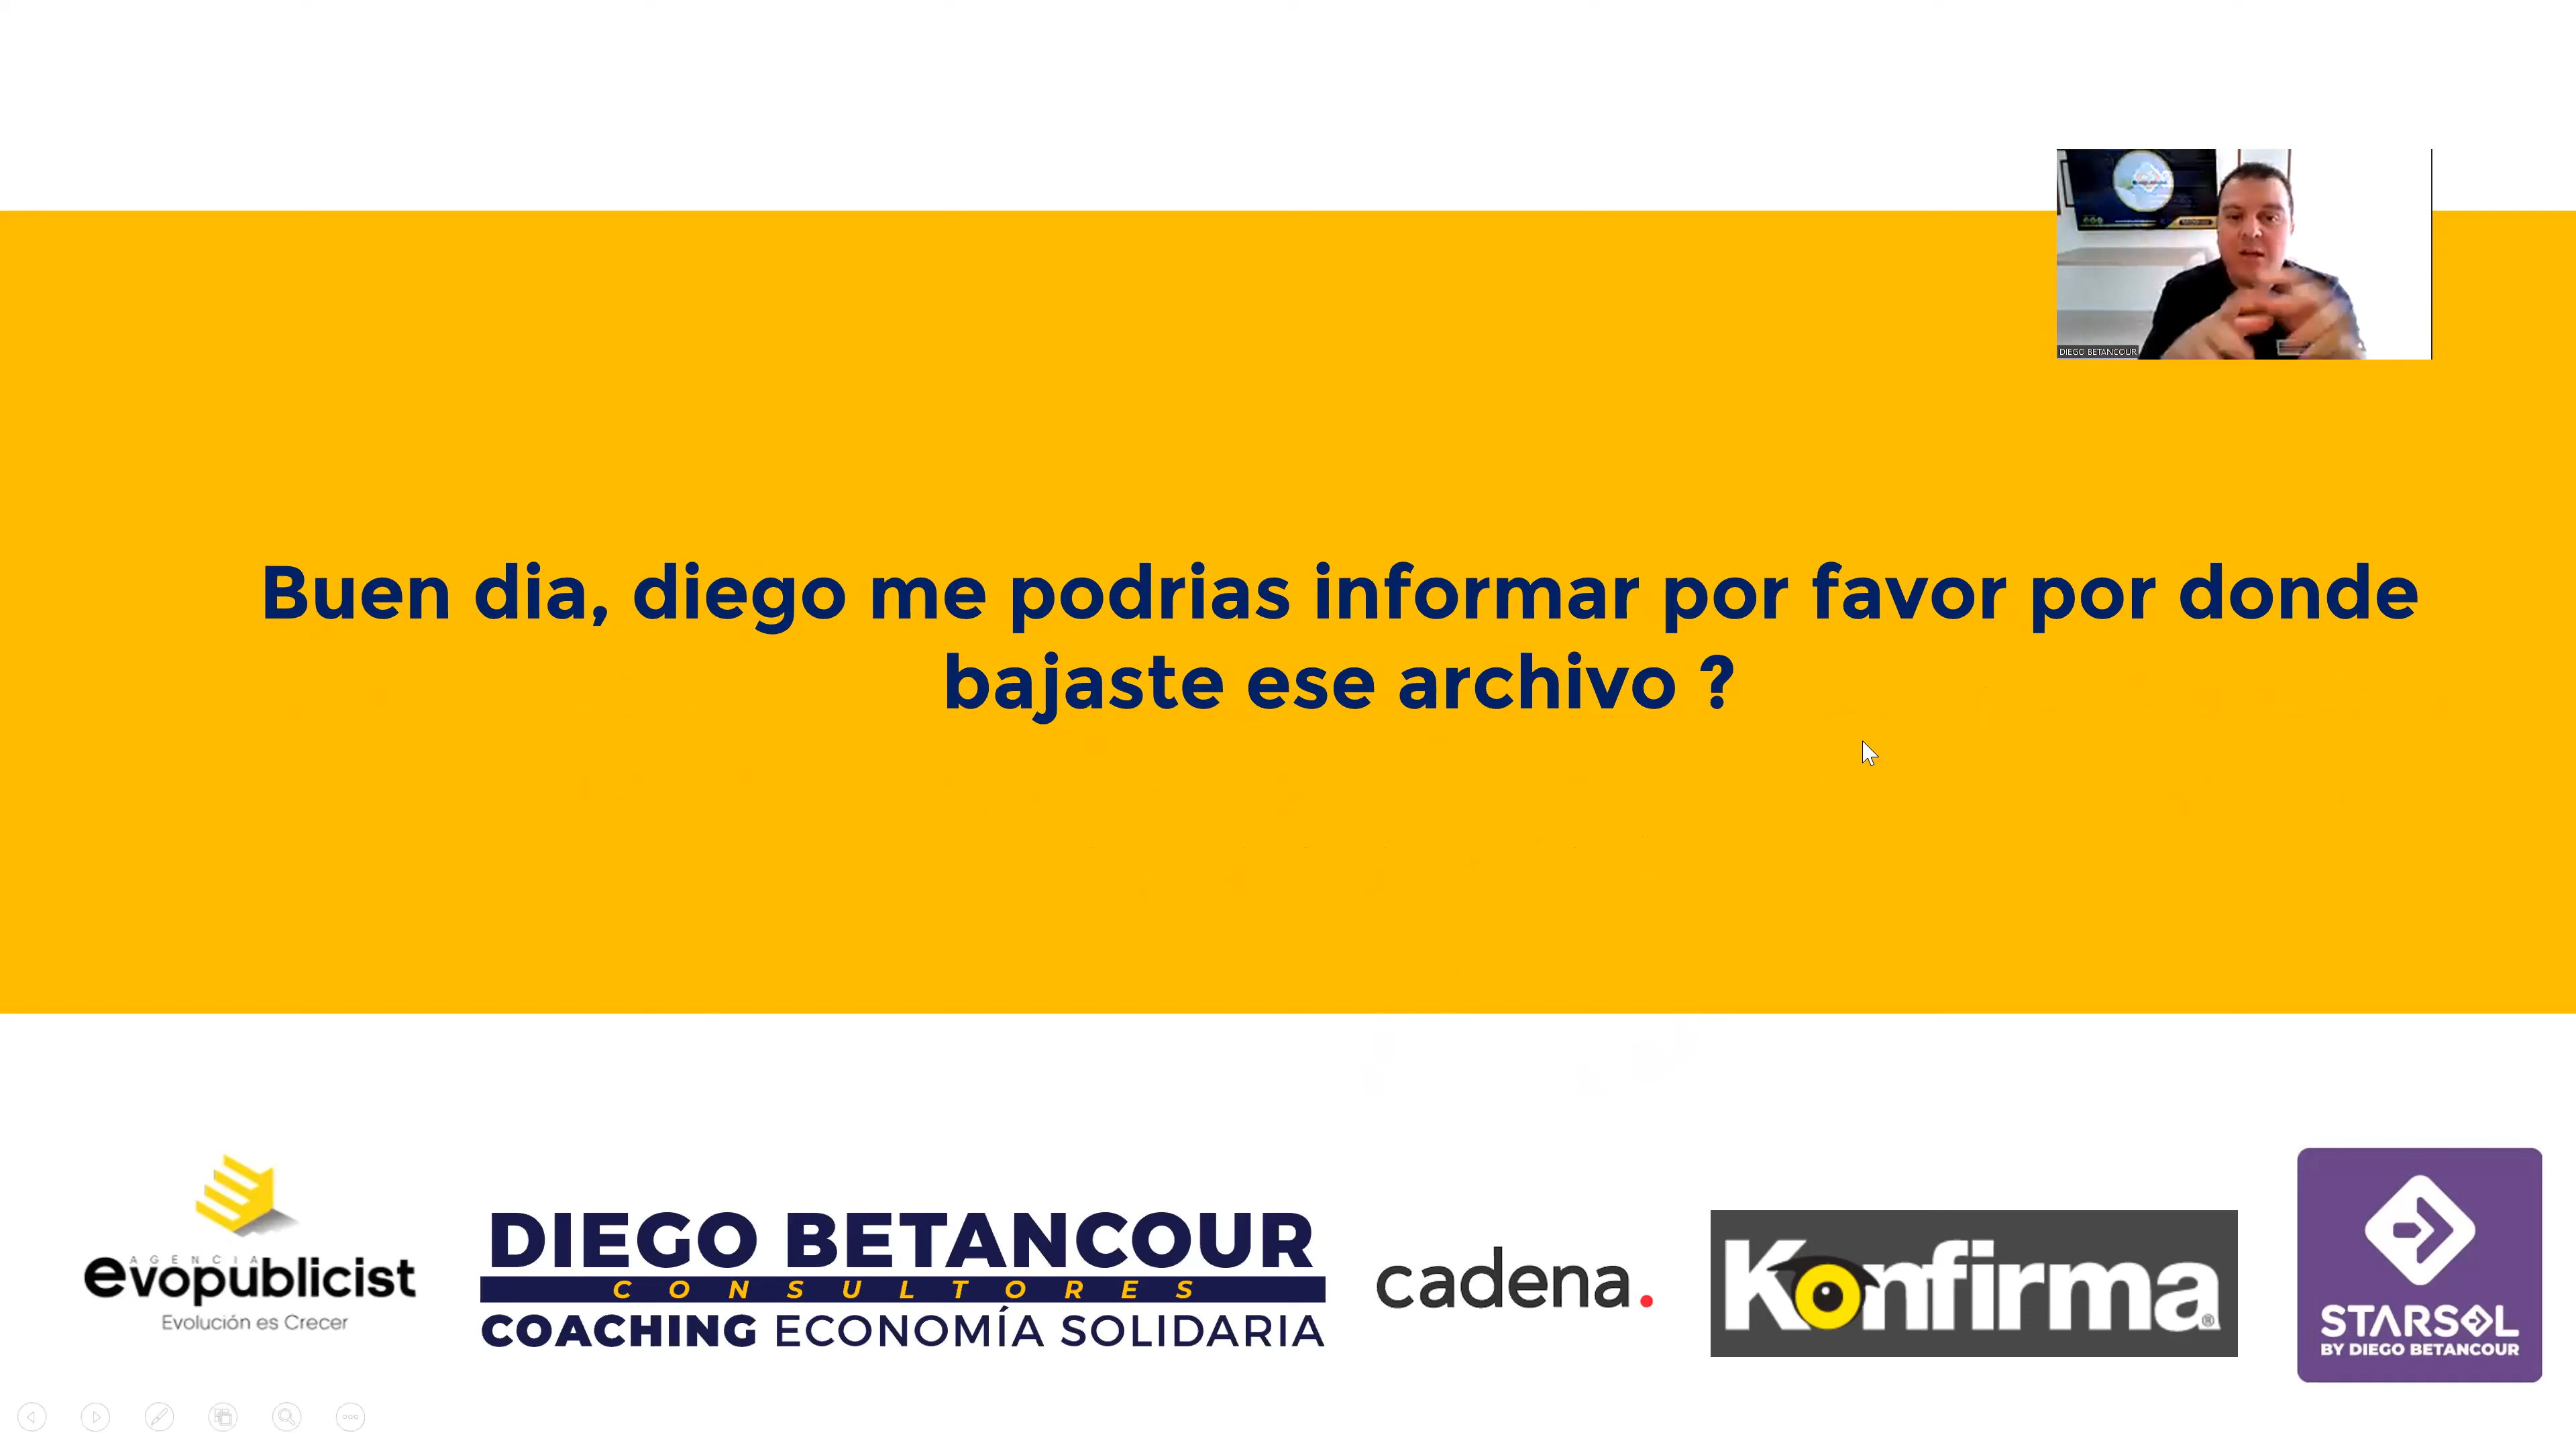 DIEGO BETANCOUR
Buen dia, diego me podrias informar por favor por donde
bajaste ese archivo ?
AGENCIA
evopublicist
Evolución es Crecer
DIEGO BETANCOUR
CONSULTORES
COACHING ECONOMÍA SOLIDARIA
cadena.
Konfirma®
STARSOL
BY DIEGO BETANCOUR